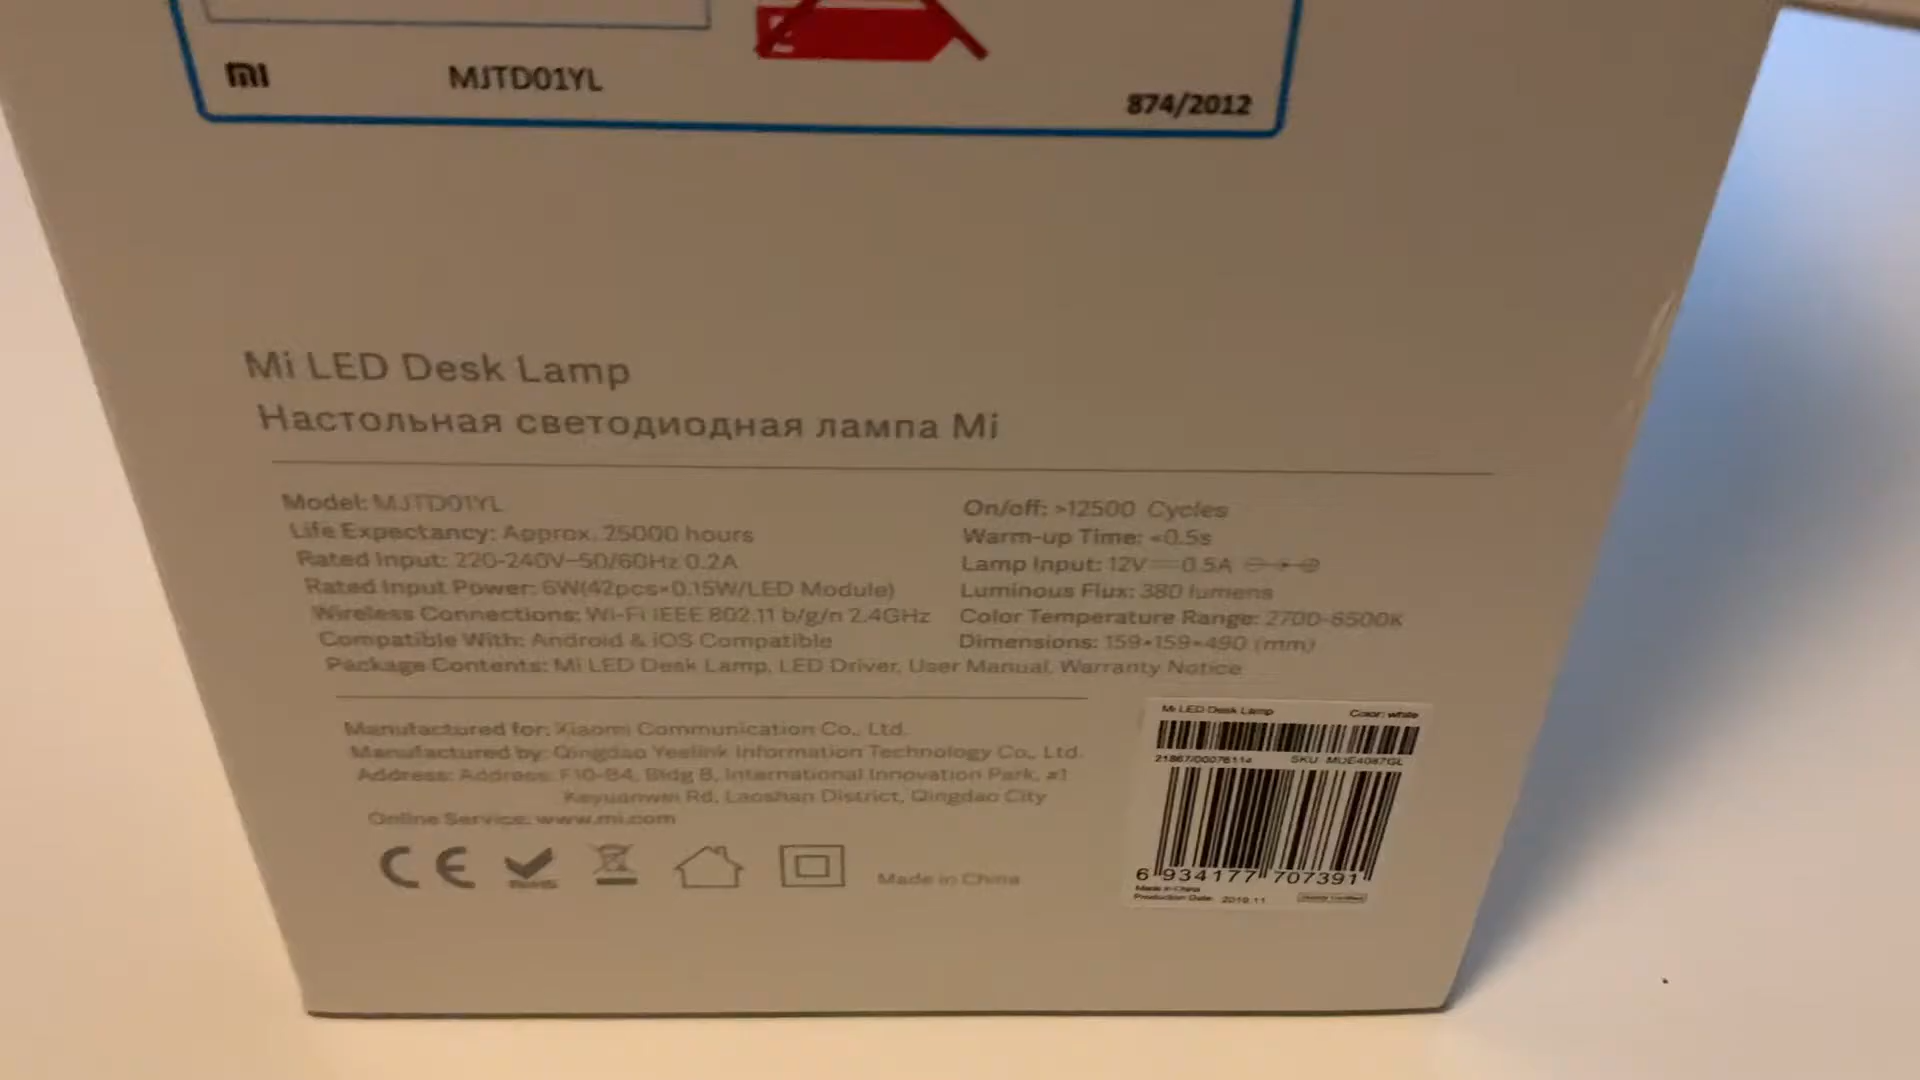 mi MJTD01YL
874/2012
Mi LED Desk Lamp
Настольная светодиодная лампа Mi
Model: MJTD01YL
Life Expectancy: Approx. 25000 hours
Rated Input: 220-240V~50/60Hz 0.2A
Rated Input Power: 6W(42pcs×0.15W/LED Module)
Wireless Connections: Wi-Fi IEEE 802.11 b/g/n 2.4GHz
Compatible With: Android & iOS Compatible
On/off: >12500 Cycles
Warm-up Time: <0.5s
Lamp Input: 12V⎓0.5A
Luminous Flux: 380 lumens
Color Temperature Range: 2700-6500K
Dimensions: 159×159×490 (mm)
Package Contents: Mi LED Desk Lamp, LED Driver, User Manual, Warranty Notice
Manufactured for: Xiaomi Communication Co., Ltd.
Manufactured by: Qingdao Yeelink Information Technology Co., Ltd.
Address: Address: F10-B4, Bldg B, International Innovation Park, #1
Keyuanwei Rd, Laoshan District, Qingdao City
Online Service: www.mi.com
CE
RoHS
Made in China
Mi LED Desk Lamp Color: white
21867/00076114 SKU: MUE4087GL
6 934177 707391
Made in China
Production Date: 2019.11